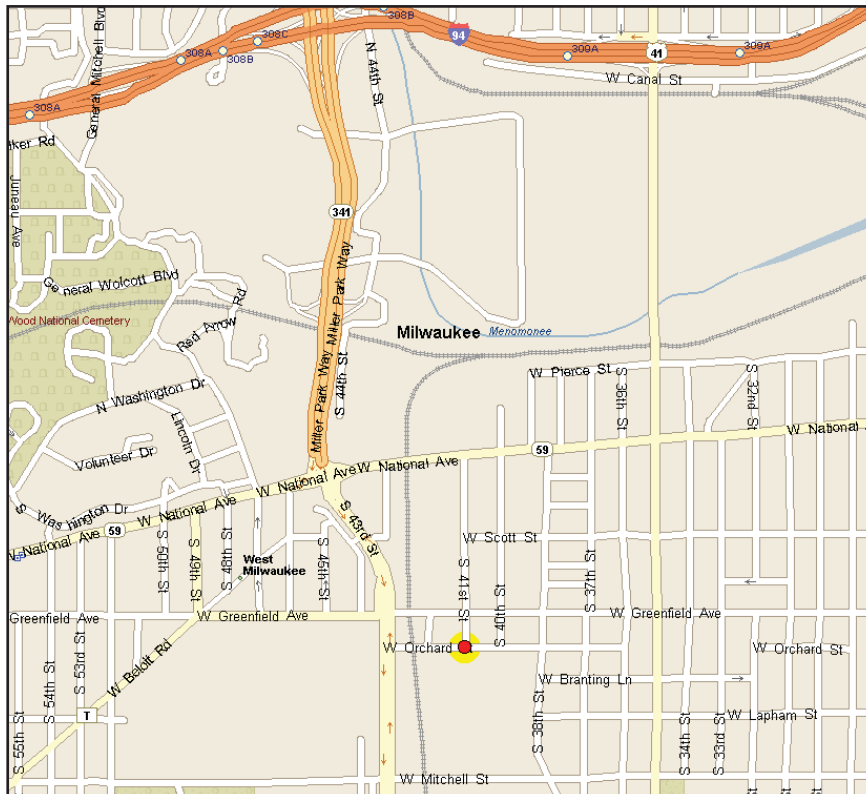 308B
94
308C
308A
308B
N 44th St
309A
41
309A
W Canal St
General Mitchell Blvd
308A
Juneau Ave
341
General Wolcott Blvd
Miller Park Way
Miller Park Way
Wood National Cemetery
Red Arrow Rd
Milwaukee
Menomonee
S 44th St
W Pierce St
S 36th St
S 32nd St
N Washington Dr
Lincoln Dr
Volunteer Dr
W National Ave
W National Ave
W National Ave
59
S Washington Dr
W National Ave
59
W National Ave
S 43rd St
W Scott St
S 50th St
S 49th St
S 48th St
S 45th St
West
Milwaukee
S 41st St
S 40th St
S 37th St
Greenfield Ave
W Greenfield Ave
W Greenfield Ave
S 55th St
S 54th St
S 53rd St
W Beloit Rd
W Orchard St
W Orchard St
W Branting Ln
S 38th St
T
W Lapham St
S 34th St
S 33rd St
W Mitchell St